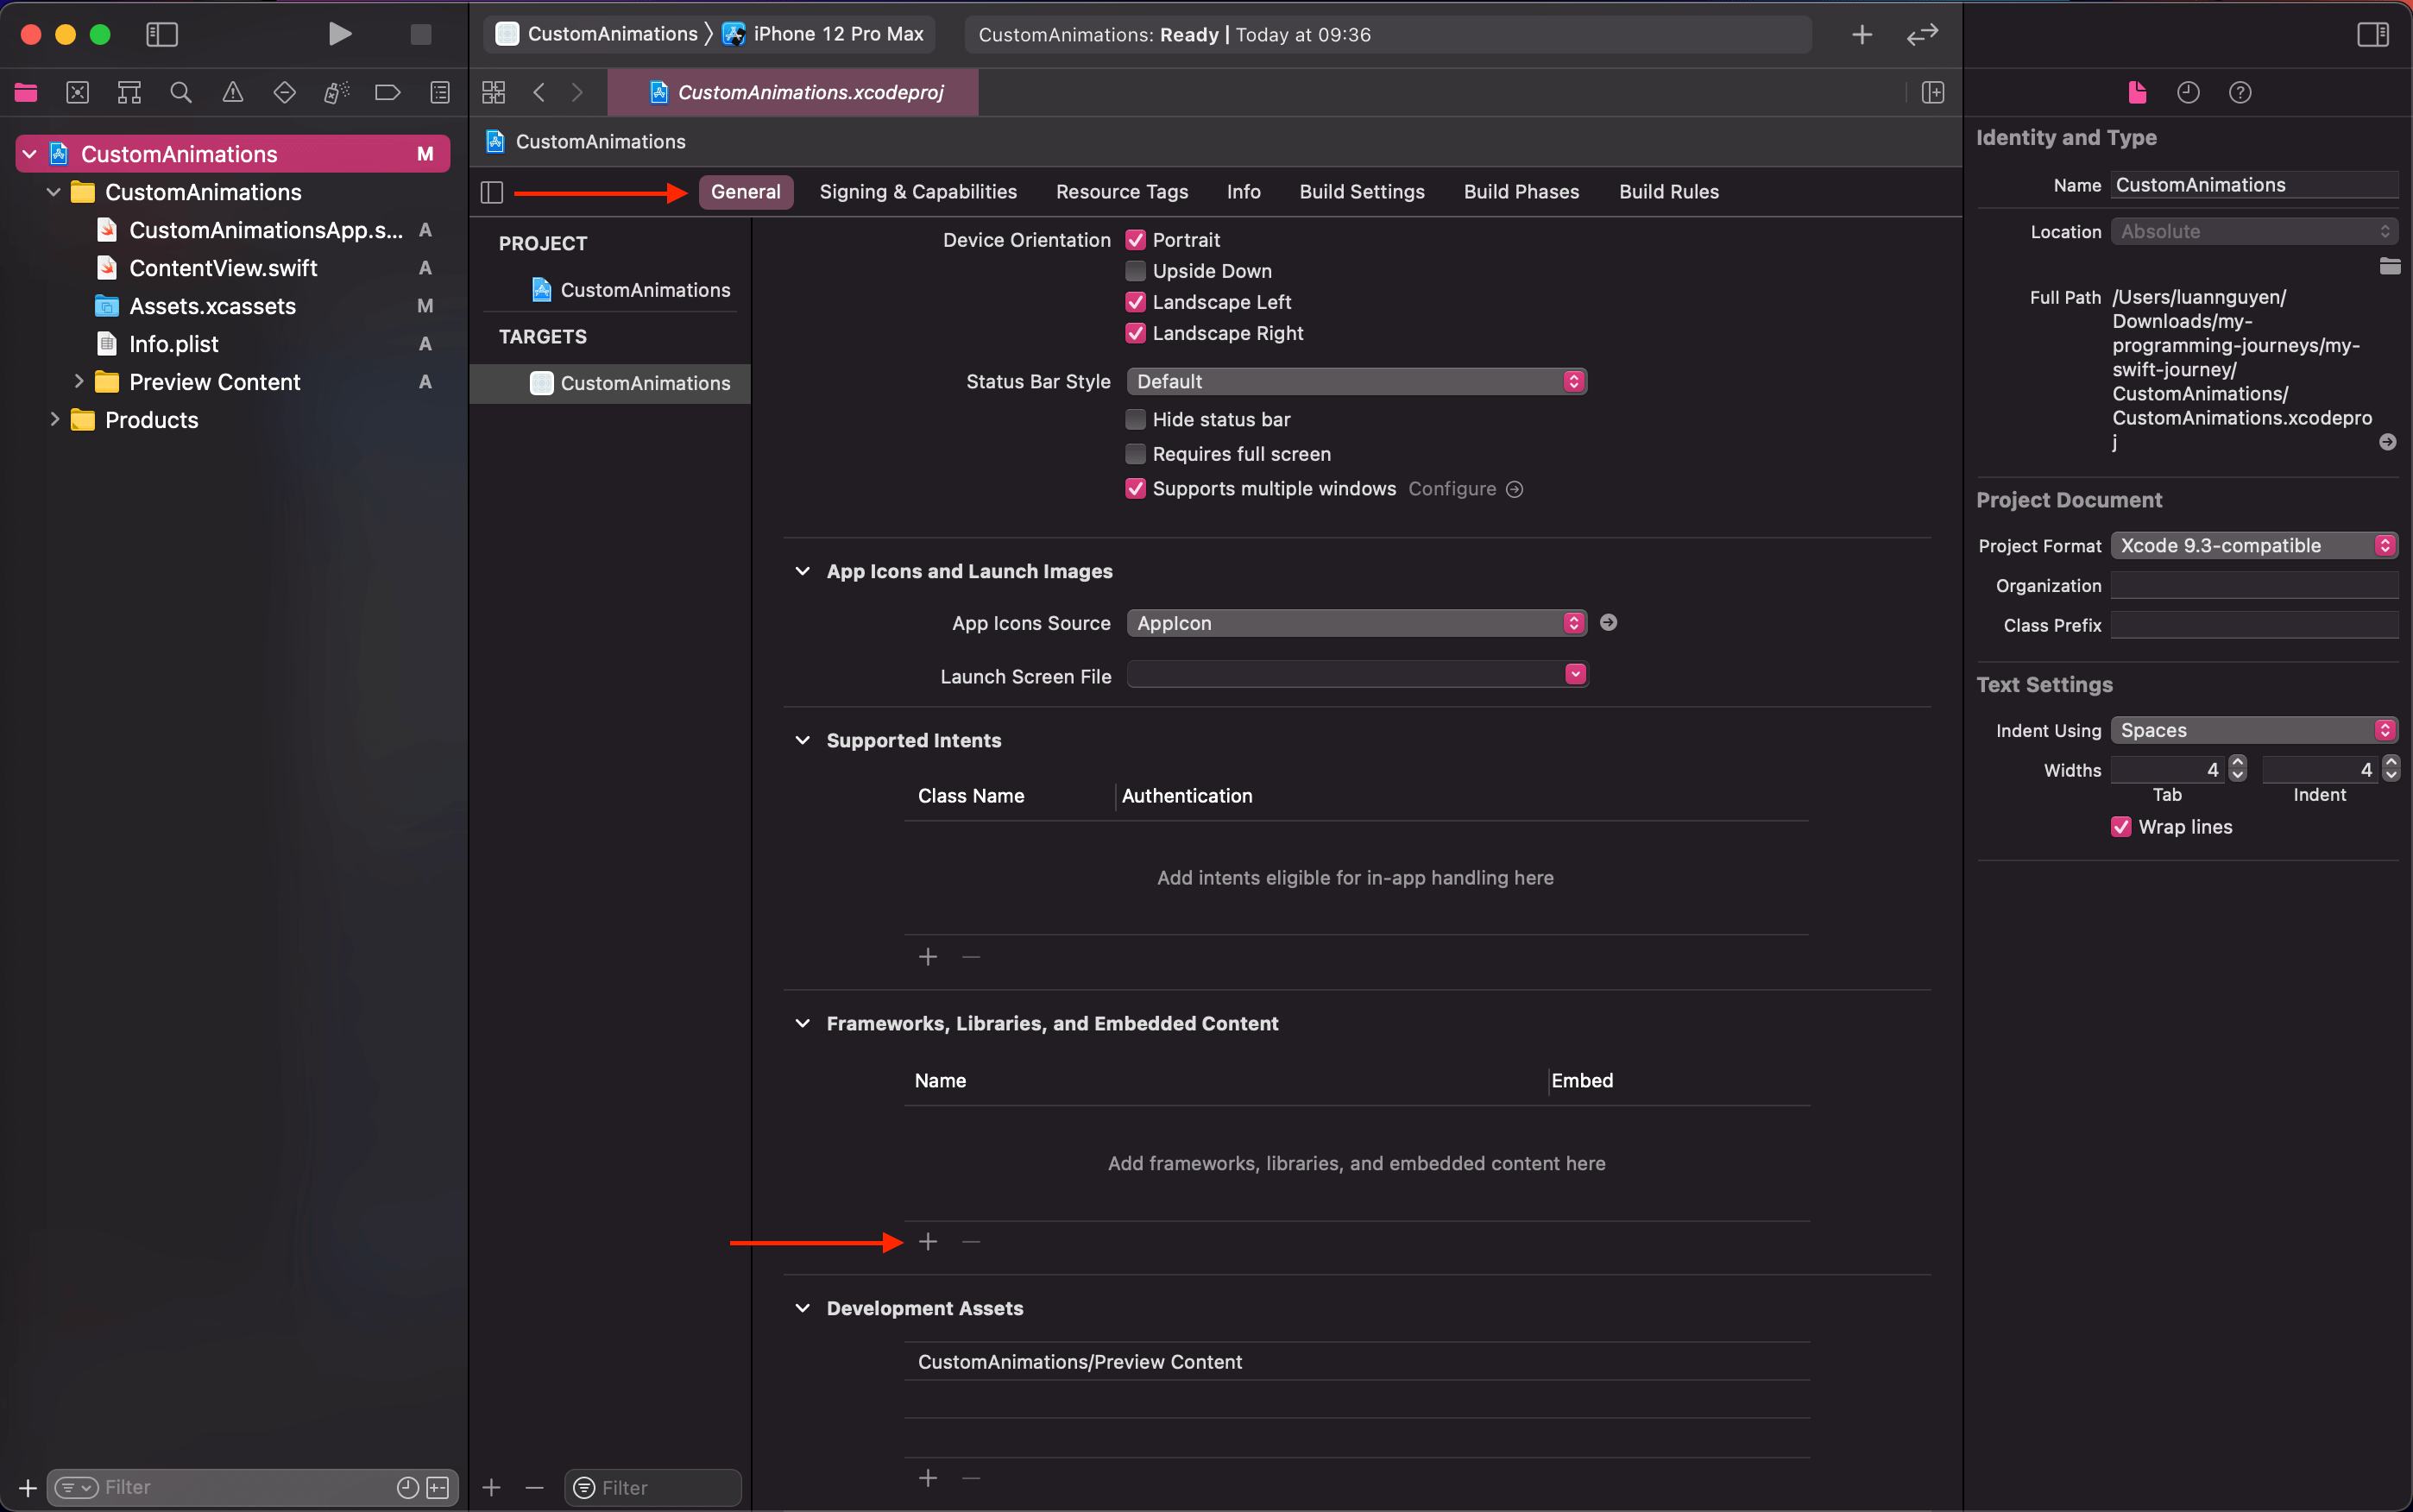 CustomAnimations
iPhone 12 Pro Max
CustomAnimations: Ready | Today at 09:36
CustomAnimations.xcodeproj
CustomAnimations
General
Signing & Capabilities
Resource Tags
Info
Build Settings
Build Phases
Build Rules
CustomAnimations M
CustomAnimations
CustomAnimationsApp.s... A
ContentView.swift A
Assets.xcassets M
Info.plist A
Preview Content A
Products
Filter
PROJECT
CustomAnimations
TARGETS
CustomAnimations
Filter
Device Orientation Portrait
Upside Down
Landscape Left
Landscape Right
Status Bar Style Default
Hide status bar
Requires full screen
Supports multiple windows Configure
App Icons and Launch Images
App Icons Source AppIcon
Launch Screen File
Supported Intents
Class Name Authentication
Add intents eligible for in-app handling here
Frameworks, Libraries, and Embedded Content
Name Embed
Add frameworks, libraries, and embedded content here
Development Assets
CustomAnimations/Preview Content
Identity and Type
Name CustomAnimations
Location Absolute
Full Path /Users/luannguyen/
Downloads/my-
programming-journeys/my-
swift-journey/
CustomAnimations/
CustomAnimations.xcodepro
j
Project Document
Project Format Xcode 9.3-compatible
Organization
Class Prefix
Text Settings
Indent Using Spaces
Widths 4 4
Tab Indent
Wrap lines